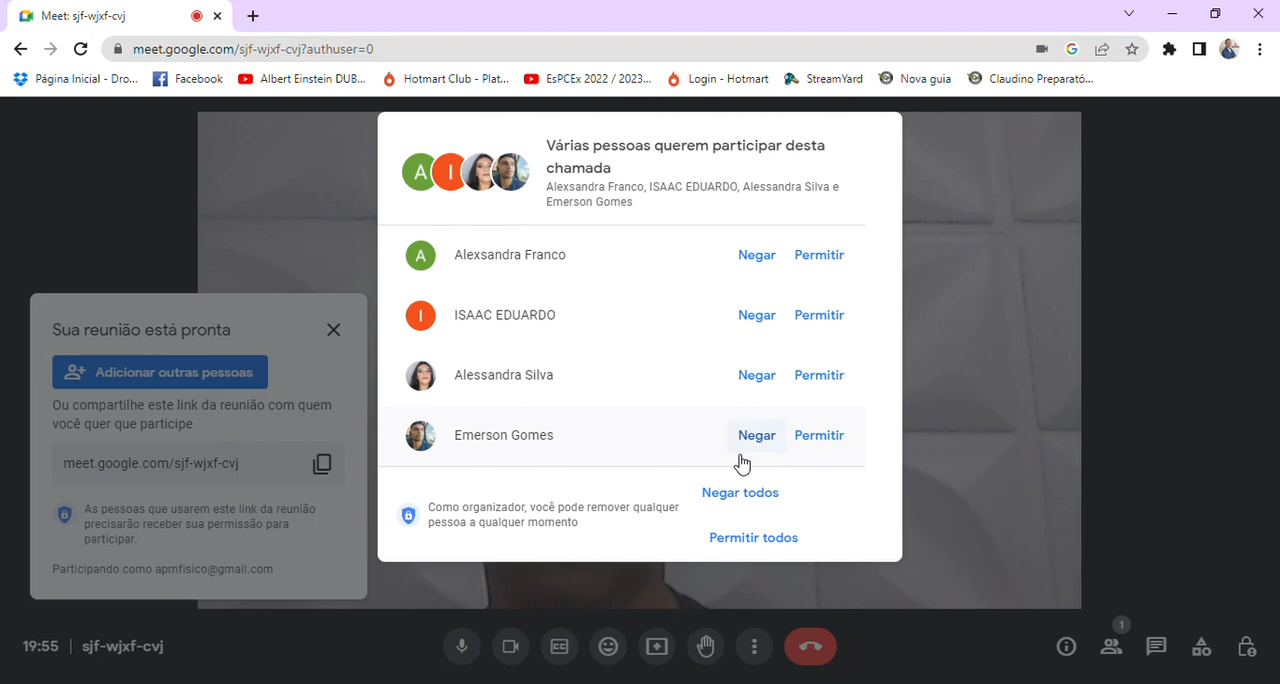 Meet: sjf-wjxf-cvj
meet.google.com/sjf-wjxf-cvj?authuser=0
Página Inicial - Dro... Facebook Albert Einstein DUB... Hotmart Club - Plat... EsPCEx 2022 / 2023... Login - Hotmart StreamYard Nova guia Claudino Preparató...
Várias pessoas querem participar desta
chamada
Alexsandra Franco, ISAAC EDUARDO, Alessandra Silva e
Emerson Gomes
A I
A Alexsandra Franco Negar Permitir
I ISAAC EDUARDO Negar Permitir
Alessandra Silva Negar Permitir
Emerson Gomes Negar Permitir
Como organizador, você pode remover qualquer
pessoa a qualquer momento
Negar todos
Permitir todos
Sua reunião está pronta
Adicionar outras pessoas
Ou compartilhe este link da reunião com quem
você quer que participe
meet.google.com/sjf-wjxf-cvj
As pessoas que usarem este link da reunião
precisarão receber sua permissão para
participar.
Participando como apmfisico@gmail.com
19:55 | sjf-wjxf-cvj
CC
1